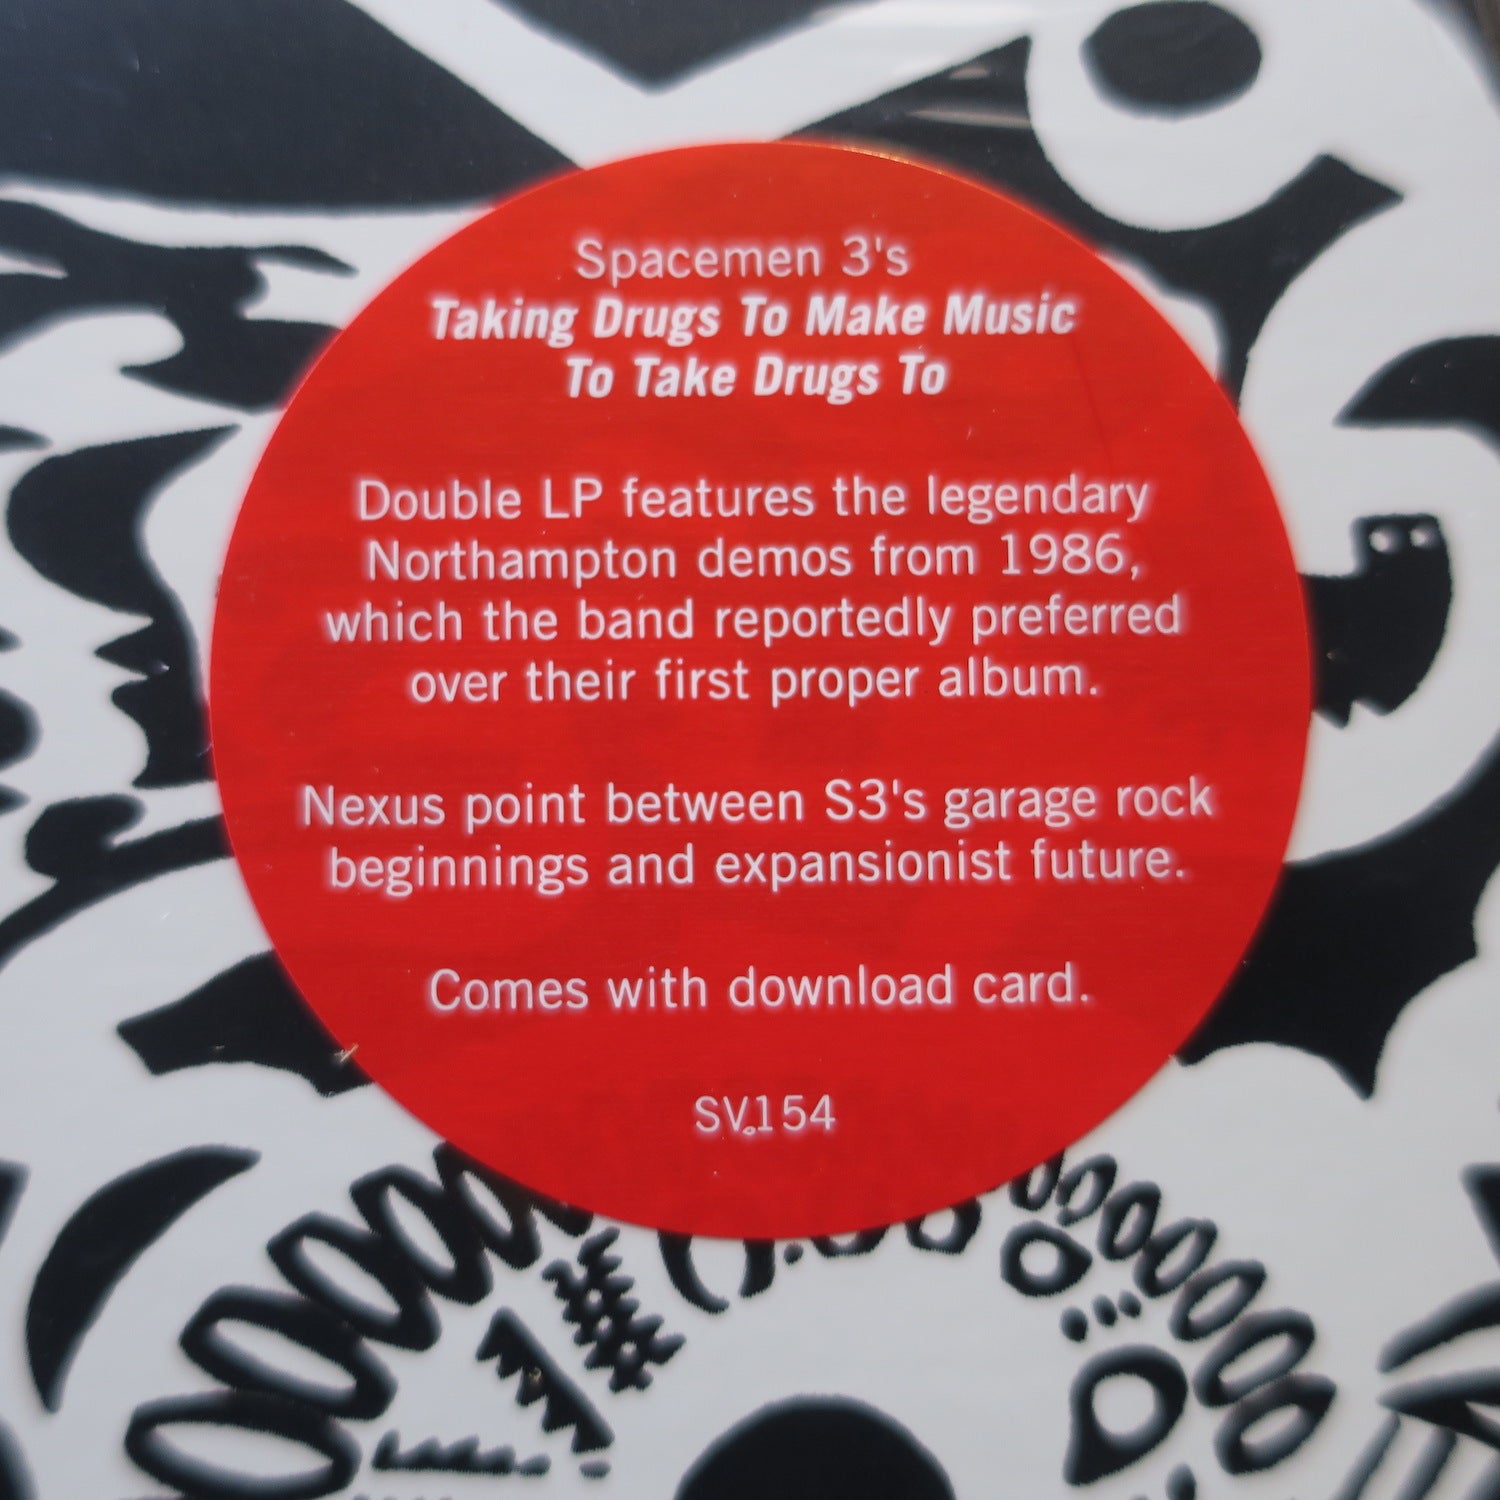 Spacemen 3's
Taking Drugs To Make Music
To Take Drugs To
Double LP features the legendary
Northampton demos from 1986,
which the band reportedly preferred
over their first proper album.
Nexus point between S3's garage rock
beginnings and expansionist future.
Comes with download card.
SV.154